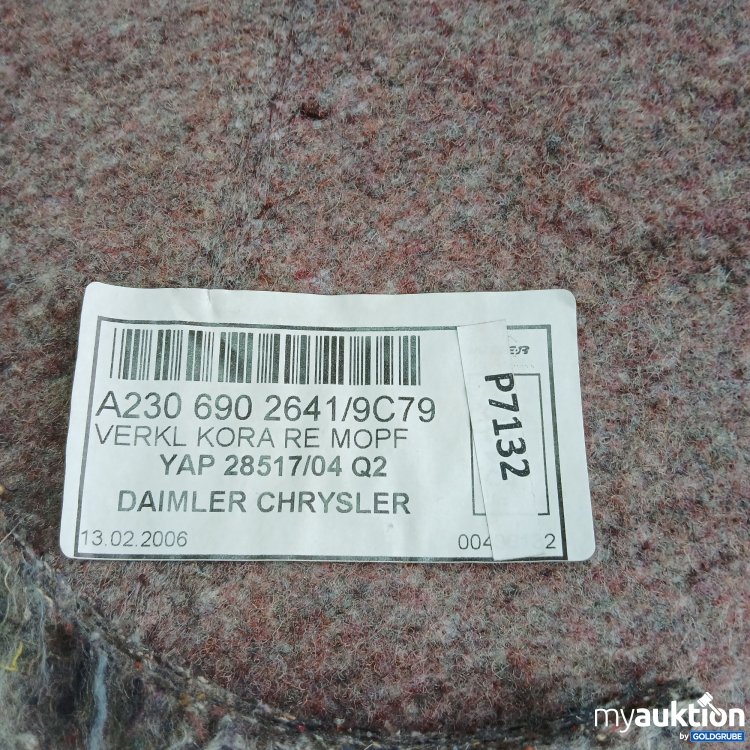 A230 690 2641/9C79
VERKL KORA RE MOPF
YAP 28517/04 Q2
DAIMLER CHRYSLER
13.02.2006
P7132
myauktion
by GOLDGRUBE